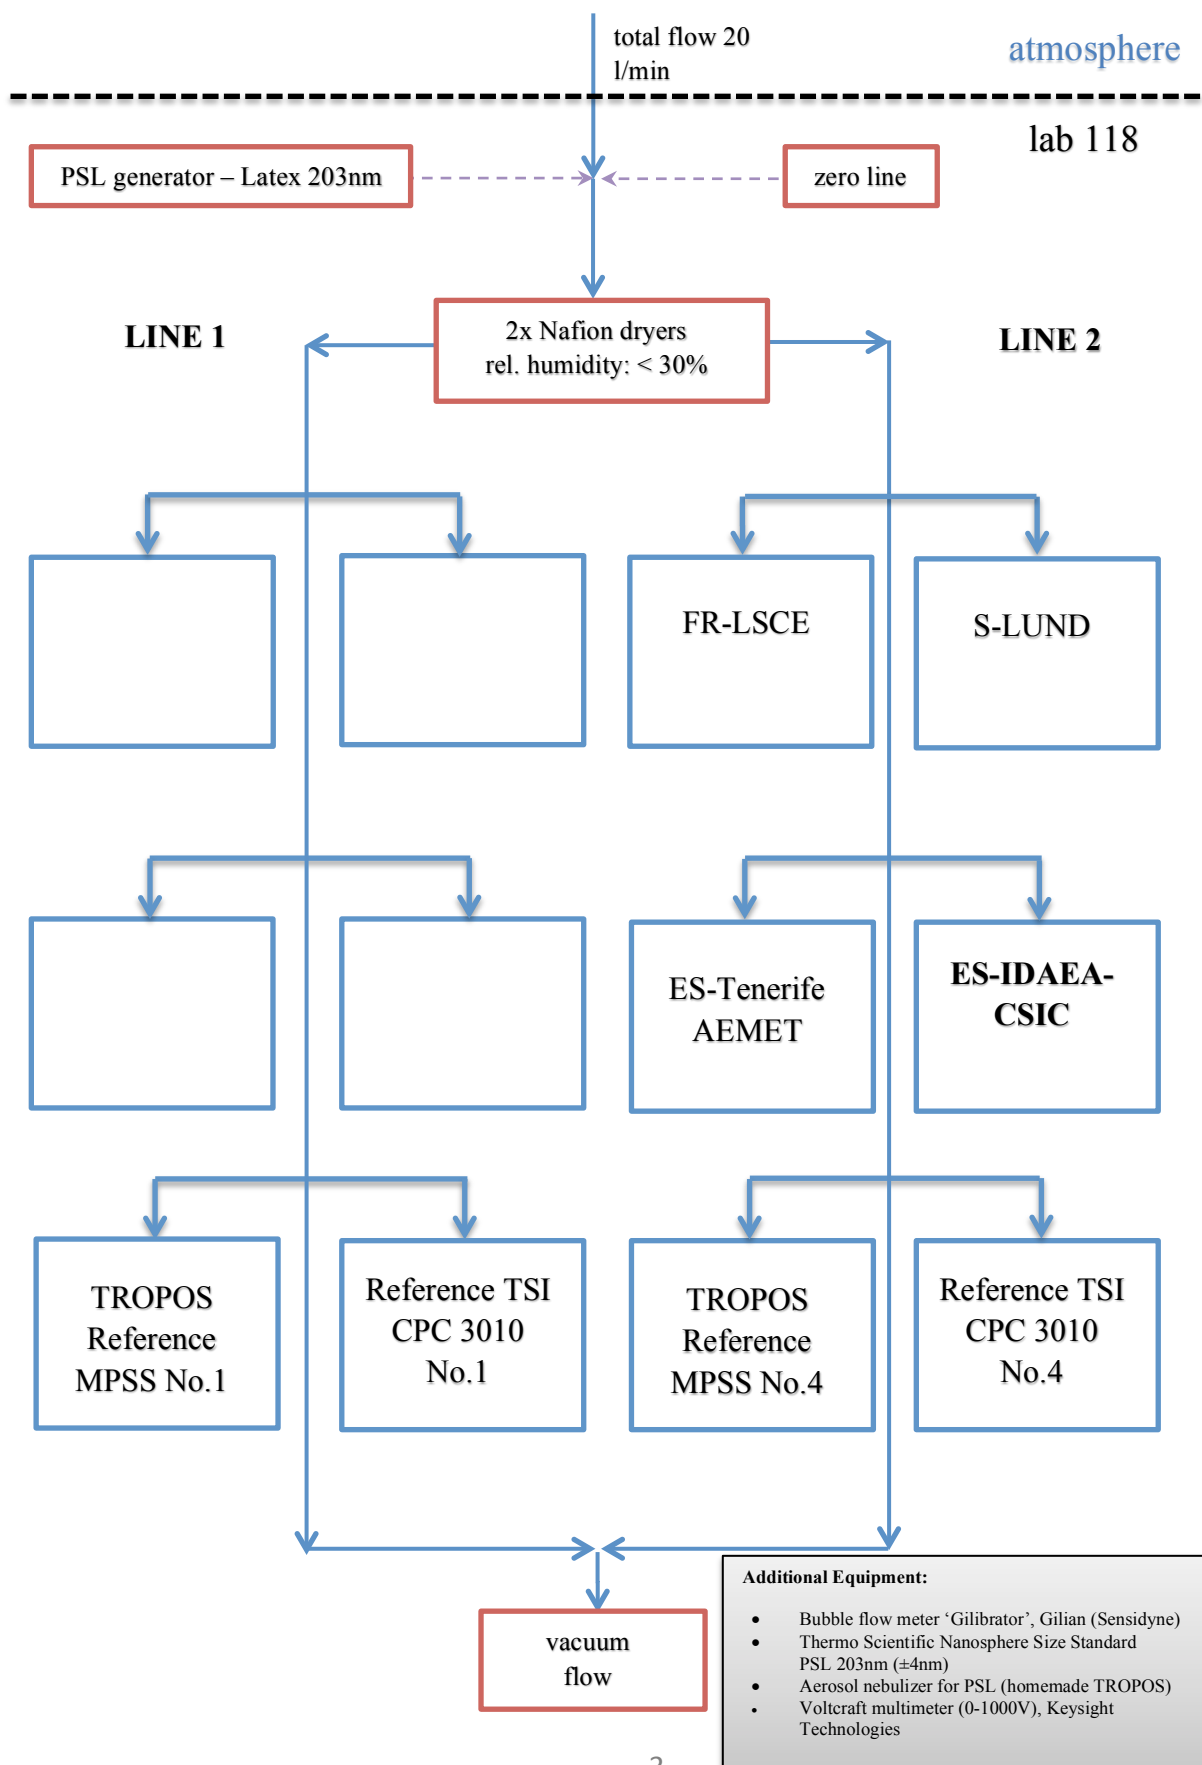 total flow 20
l/min
atmosphere
lab 118
PSL generator – Latex 203nm
zero line
LINE 1
2x Nafion dryers
rel. humidity: < 30%
LINE 2
FR-LSCE
S-LUND
ES-Tenerife
AEMET
ES-IDAEA-
CSIC
TROPOS
Reference
MPSS No.1
Reference TSI
CPC 3010
No.1
TROPOS
Reference
MPSS No.4
Reference TSI
CPC 3010
No.4
vacuum
flow
Additional Equipment:
• Bubble flow meter ‘Gilibrator’, Gilian (Sensidyne)
• Thermo Scientific Nanosphere Size Standard
PSL 203nm (±4nm)
• Aerosol nebulizer for PSL (homemade TROPOS)
• Voltcraft multimeter (0-1000V), Keysight
Technologies